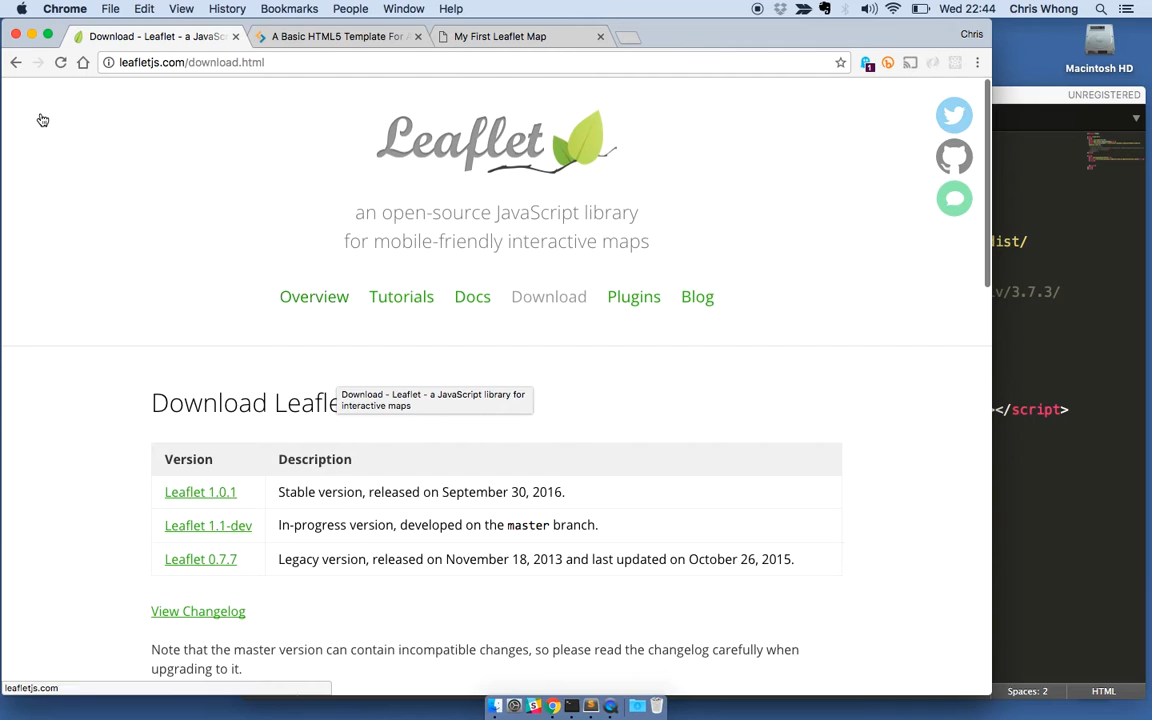 Chrome File Edit View History Bookmarks People Window Help Wed 22:44 Chris Whong
Download - Leaflet - a JavaSc
A Basic HTML5 Template For A
My First Leaflet Map
Chris
leafletjs.com/download.html
1
Macintosh HD
UNREGISTERED
Leaflet
an open-source JavaScript library
for mobile-friendly interactive maps
Overview Tutorials Docs Download Plugins Blog
list/
v/3.7.3/
></script>
Download Leafle
Download - Leaflet - a JavaScript library for
interactive maps
Version Description
Leaflet 1.0.1 Stable version, released on September 30, 2016.
Leaflet 1.1-dev In-progress version, developed on the master branch.
Leaflet 0.7.7 Legacy version, released on November 18, 2013 and last updated on October 26, 2015.
View Changelog
Note that the master version can contain incompatible changes, so please read the changelog carefully when
upgrading to it.
leafletjs.com
Spaces: 2 HTML